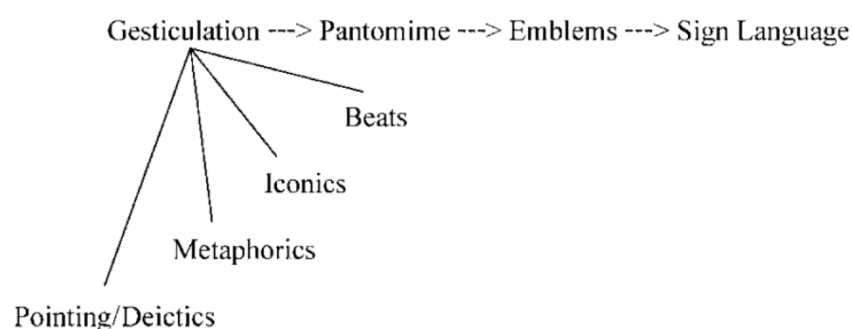 Gesticulation ---> Pantomime ---> Emblems ---> Sign Language
Beats
Iconics
Metaphorics
Pointing/Deictics